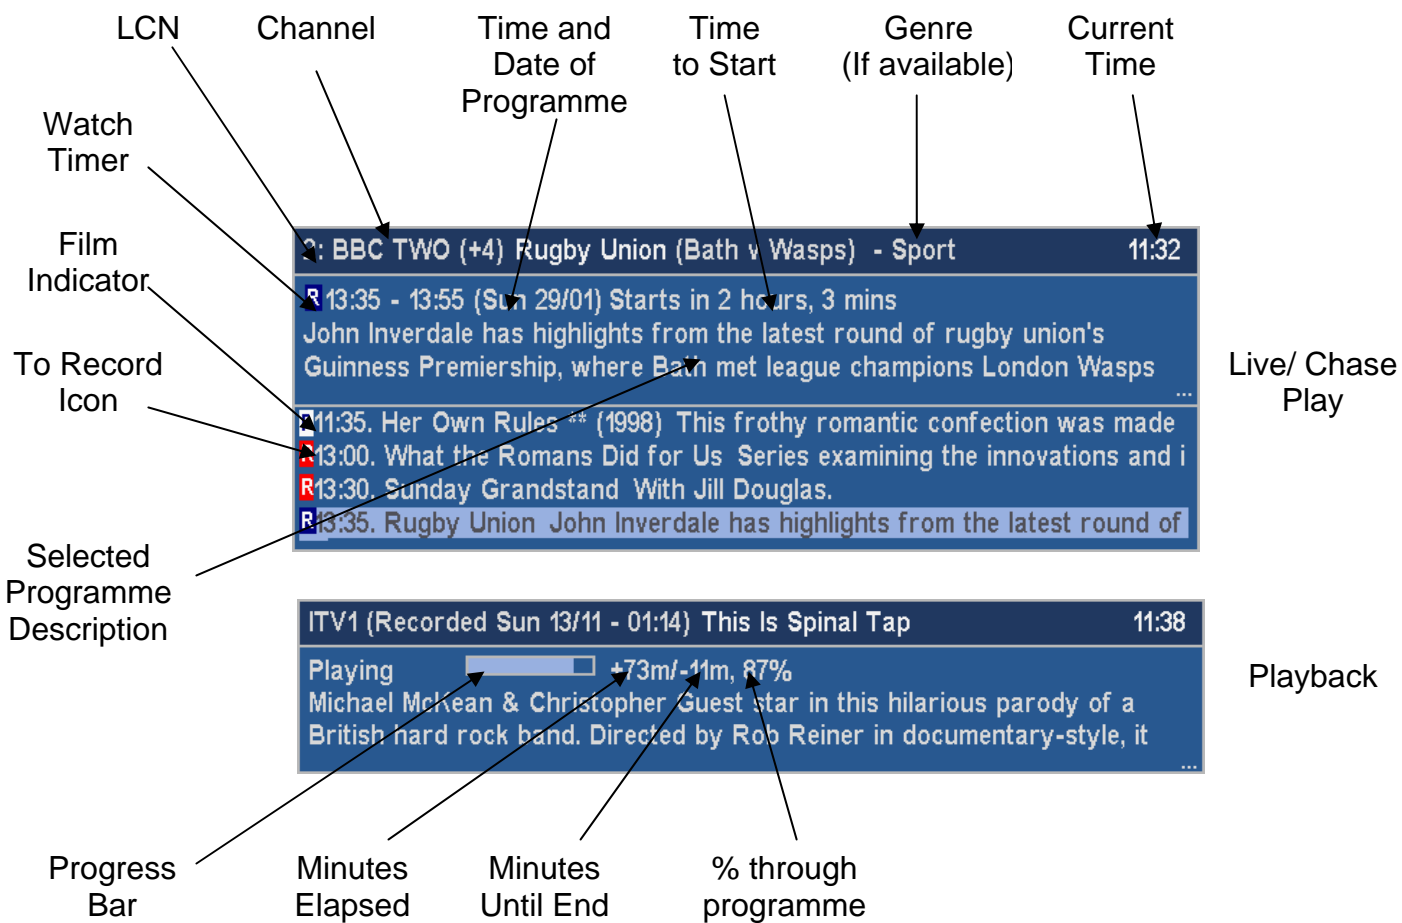 LCN
Channel
Time and
Date of
Programme
Time
to Start
Genre
(If available)
Current
Time
Watch
Timer
Film
Indicator
To Record
Icon
Selected
Programme
Description
: BBC TWO (+4) Rugby Union (Bath v Wasps) - Sport 11:32
R 13:35 - 13:55 (Sun 29/01) Starts in 2 hours, 3 mins
John Inverdale has highlights from the latest round of rugby union's
Guinness Premiership, where Bath met league champions London Wasps
...
11:35. Her Own Rules ** (1998) This frothy romantic confection was made
R 13:00. What the Romans Did for Us Series examining the innovations and i
R 13:30. Sunday Grandstand With Jill Douglas.
R 13:35. Rugby Union John Inverdale has highlights from the latest round of
Live/ Chase
Play
ITV1 (Recorded Sun 13/11 - 01:14) This Is Spinal Tap 11:38
Playing +73m/-11m, 87%
Michael McKean & Christopher Guest star in this hilarious parody of a
British hard rock band. Directed by Rob Reiner in documentary-style, it
...
Playback
Progress
Bar
Minutes
Elapsed
Minutes
Until End
% through
programme